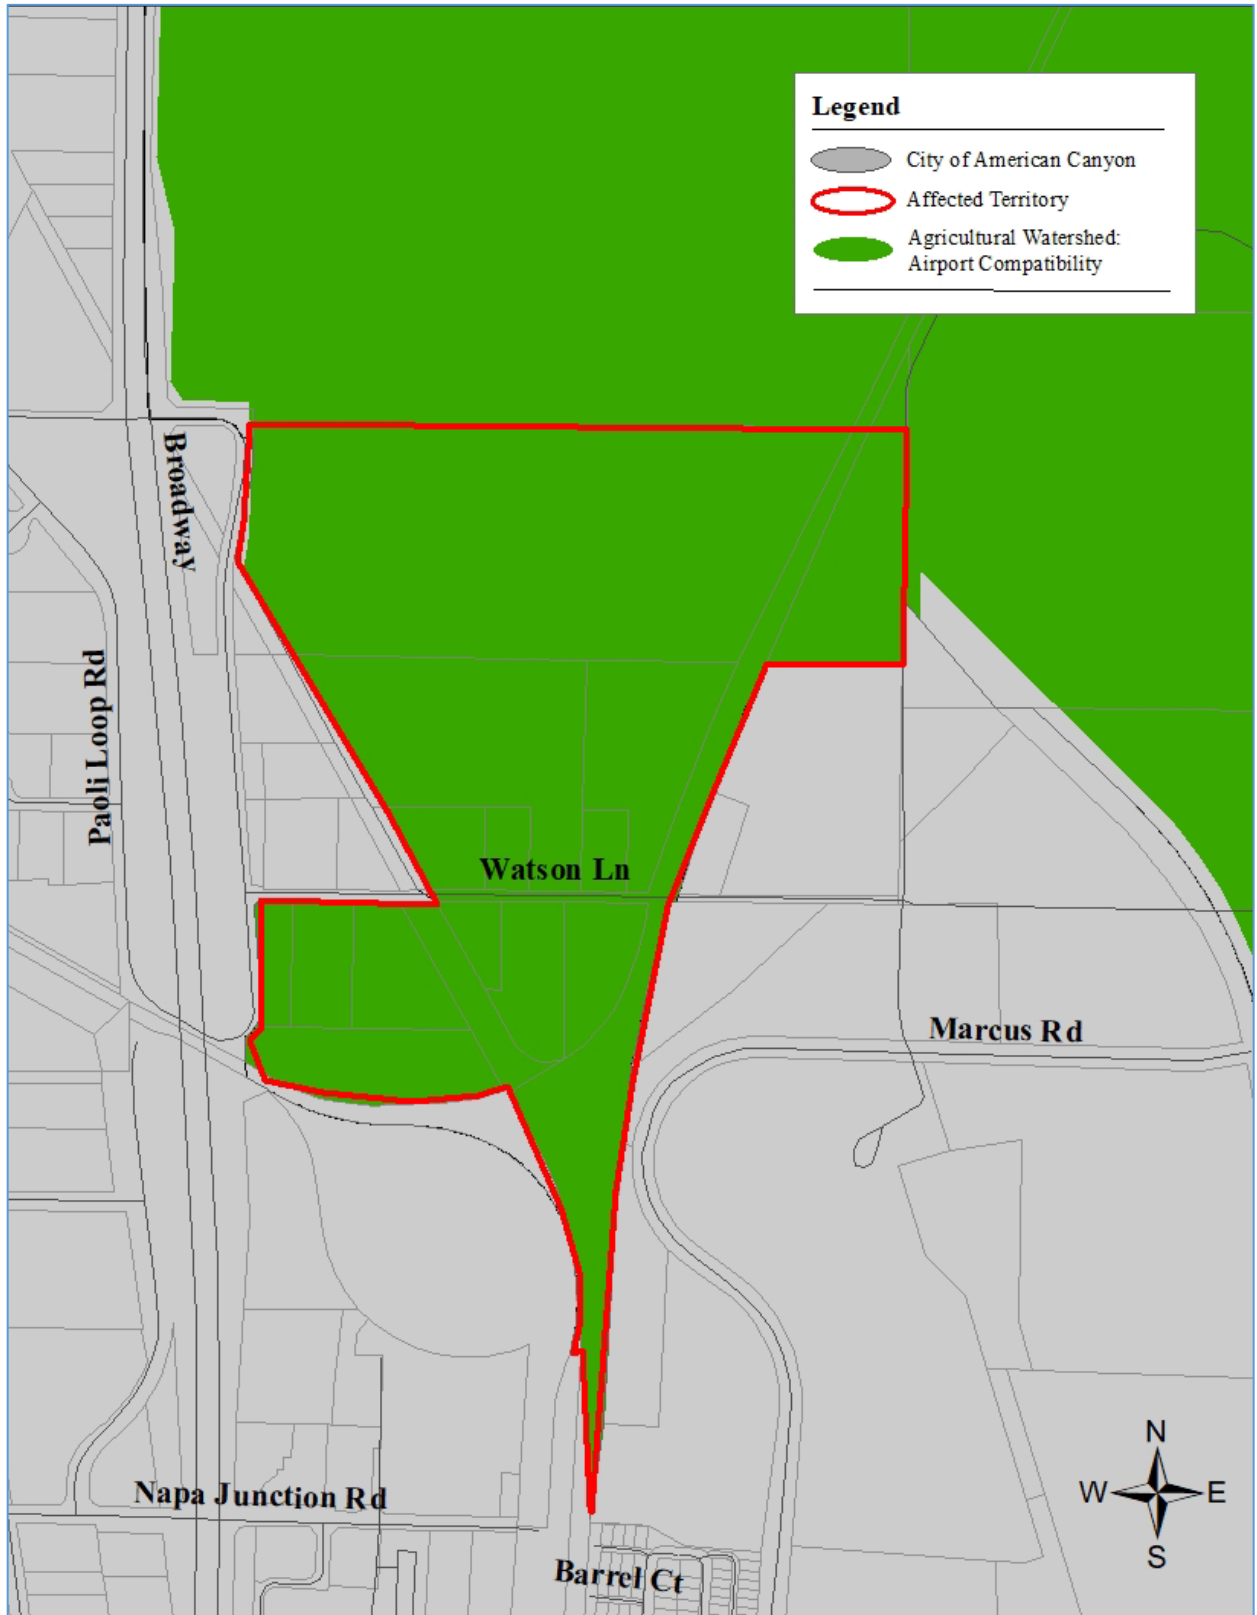 Legend
City of American Canyon
Affected Territory
Agricultural Watershed:
Airport Compatibility
Broadway
Paoli Loop Rd
Watson Ln
Marcus Rd
N
W E
S
Napa Junction Rd
Barrel Ct